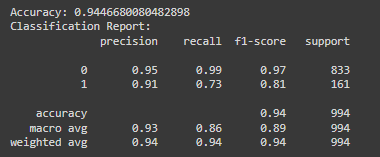 Accuracy: 0.9446680080482898
Classification Report:
precision recall f1-score support
0 0.95 0.99 0.97 833
1 0.91 0.73 0.81 161
accuracy 0.94 994
macro avg 0.93 0.86 0.89 994
weighted avg 0.94 0.94 0.94 994